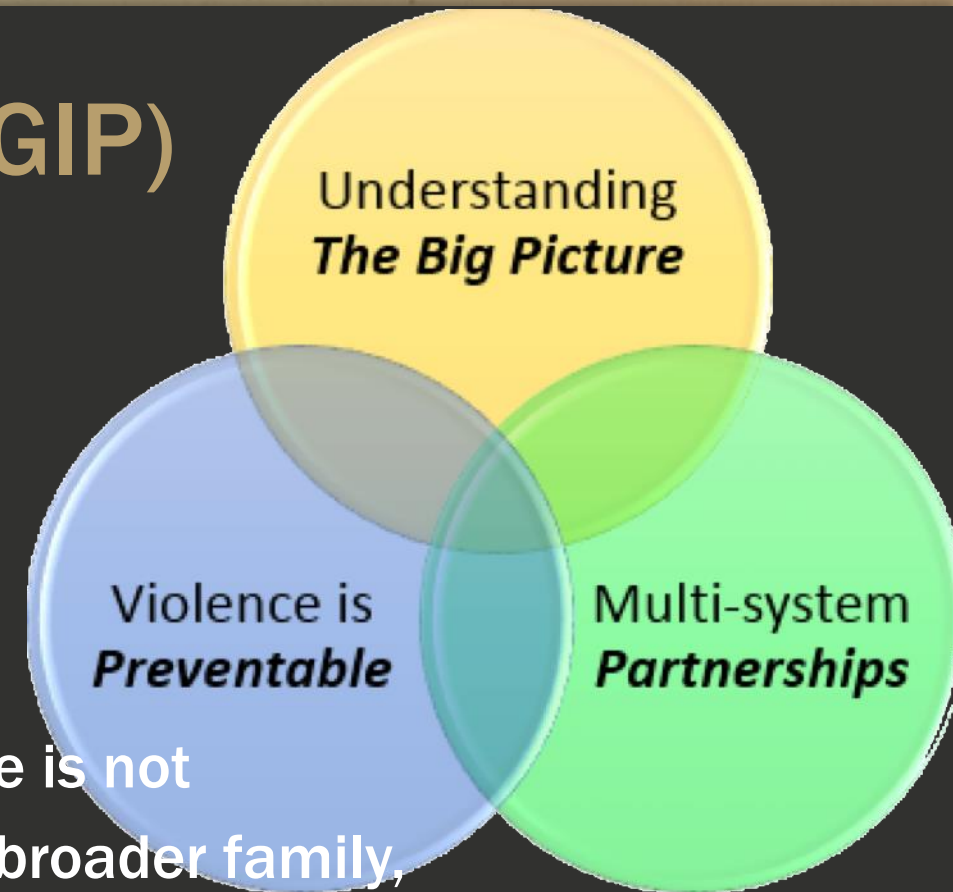 GIP)
Understanding
The Big Picture
Violence is
Preventable
Multi-system
Partnerships
e is not
broader family,